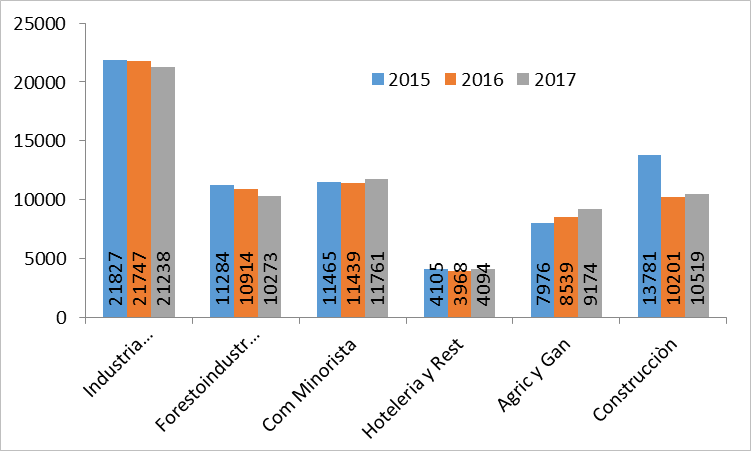 25000
20000
15000
10000
5000
0
2015 2016 2017
21827 21747 21238
11284 10914 10273
11465 11439 11761
4105 3968 4094
7976 8539 9174
13781 10201 10519
Industria...
Forestoindustr...
Com Minorista
Hoteleria y Rest
Agric y Gan
Construcciòn